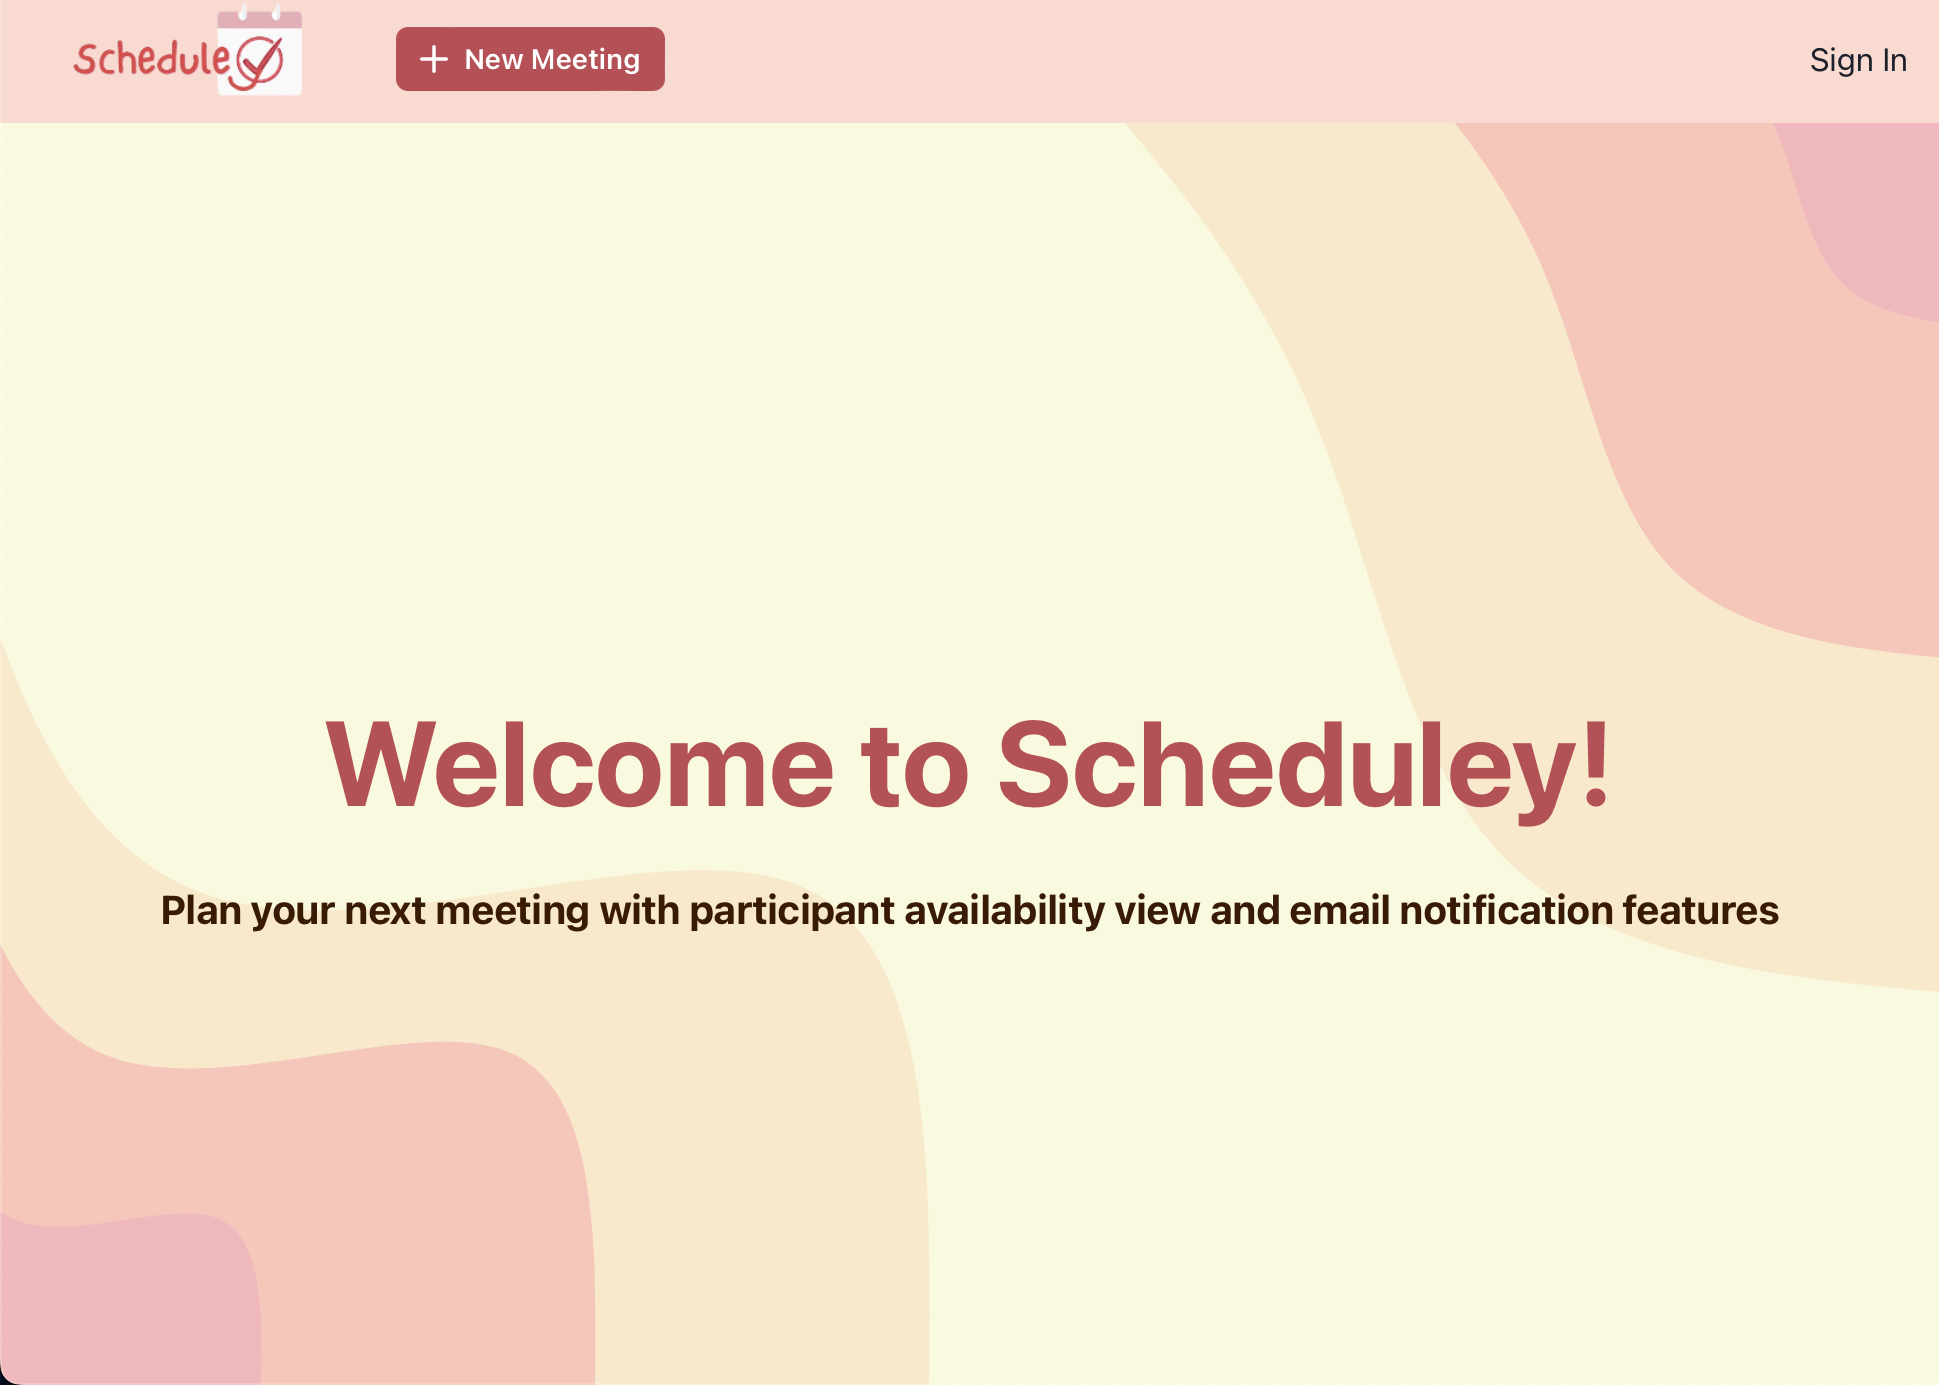 Scheduley
New Meeting
Sign In
Welcome to Scheduley!
Plan your next meeting with participant availability view and email notification features